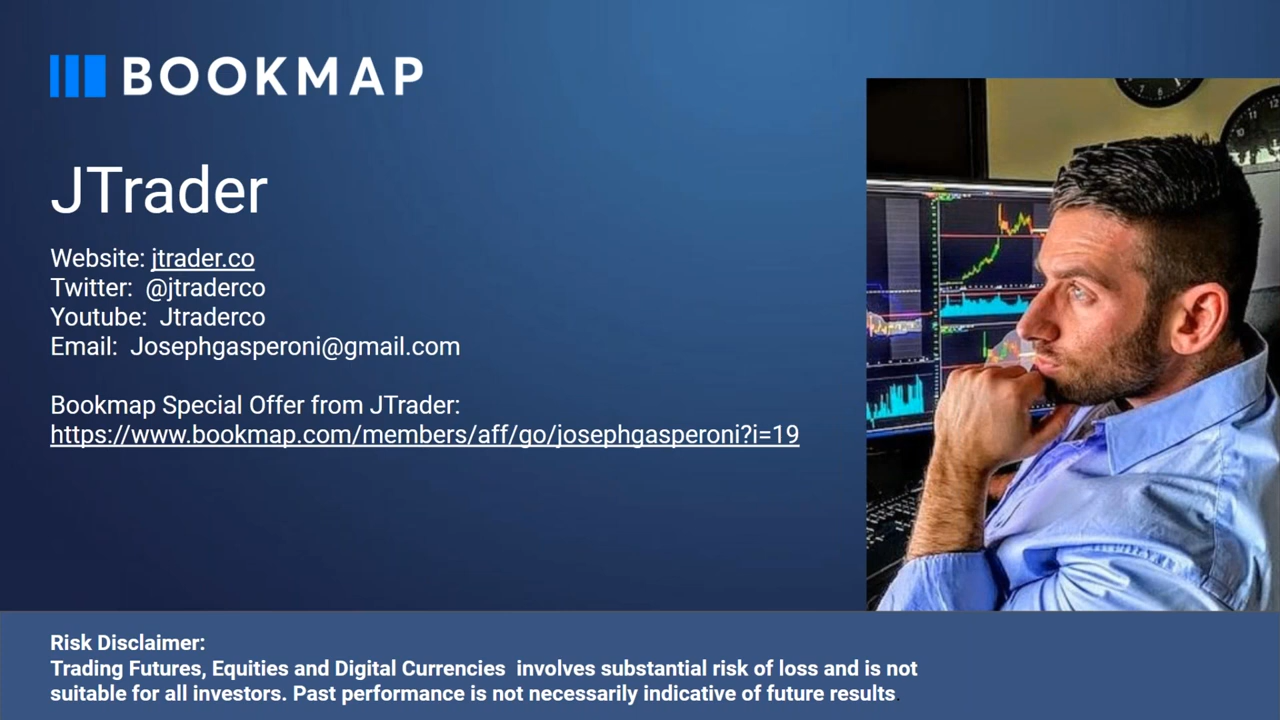 BOOKMAP
JTrader
Website: jtrader.co
Twitter:  @jtraderco
Youtube:  Jtraderco
Email:  Josephgasperoni@gmail.com
Bookmap Special Offer from JTrader:
https://www.bookmap.com/members/aff/go/josephgasperoni?i=19
Risk Disclaimer:
Trading Futures, Equities and Digital Currencies  involves substantial risk of loss and is not
suitable for all investors. Past performance is not necessarily indicative of future results.